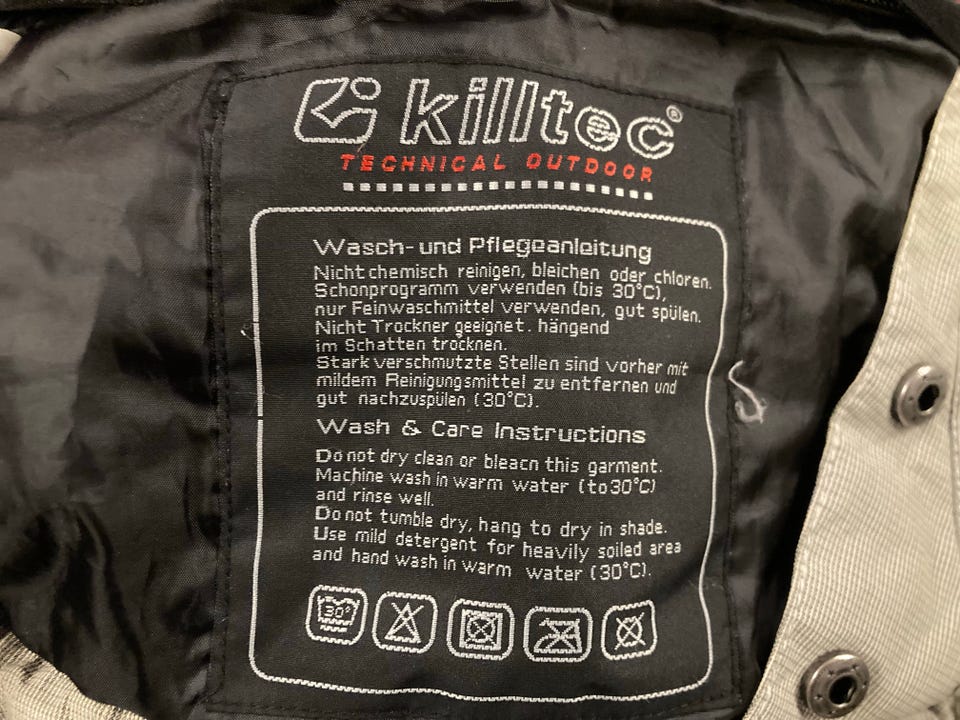 killtec®
TECHNICAL OUTDOOR
Wasch-und Pflegeanleitung
Nicht chemisch reinigen, bleichen oder chloren.
Schonprogramm verwenden (bis 30°C),
nur Feinwaschmittel verwenden, gut spülen.
Nicht Trockner geeignet. hängend
im Schatten trocknen.
Stark verschmutzte Stellen sind vorher mit
mildem Reinigungsmittel zu entfernen und
gut nachzuspülen (30°C).
Wash & Care Instructions
Do not dry clean or bleach this garment.
Machine wash in warm water (to 30°C)
and rinse well.
Do not tumble dry, hang to dry in shade.
Use mild detergent for heavily soiled area
and hand wash in warm water (30°C).
30°